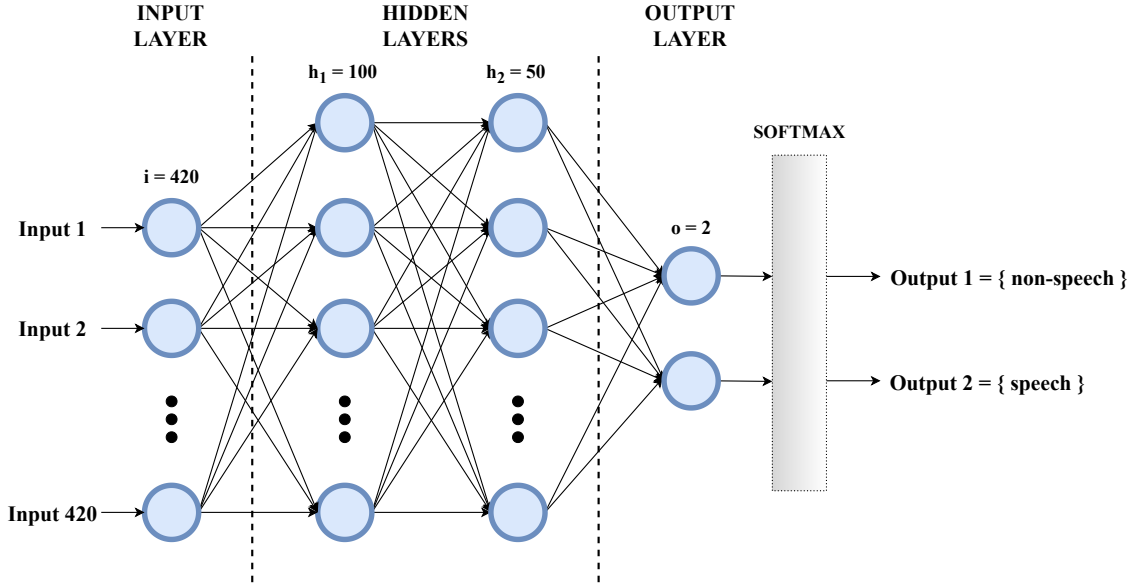 INPUT
LAYER
HIDDEN
LAYERS
OUTPUT
LAYER
h₁ = 100
h₂ = 50
SOFTMAX
i = 420
Input 1
o = 2
Output 1 = { non-speech }
Input 2
Output 2 = { speech }
Input 420